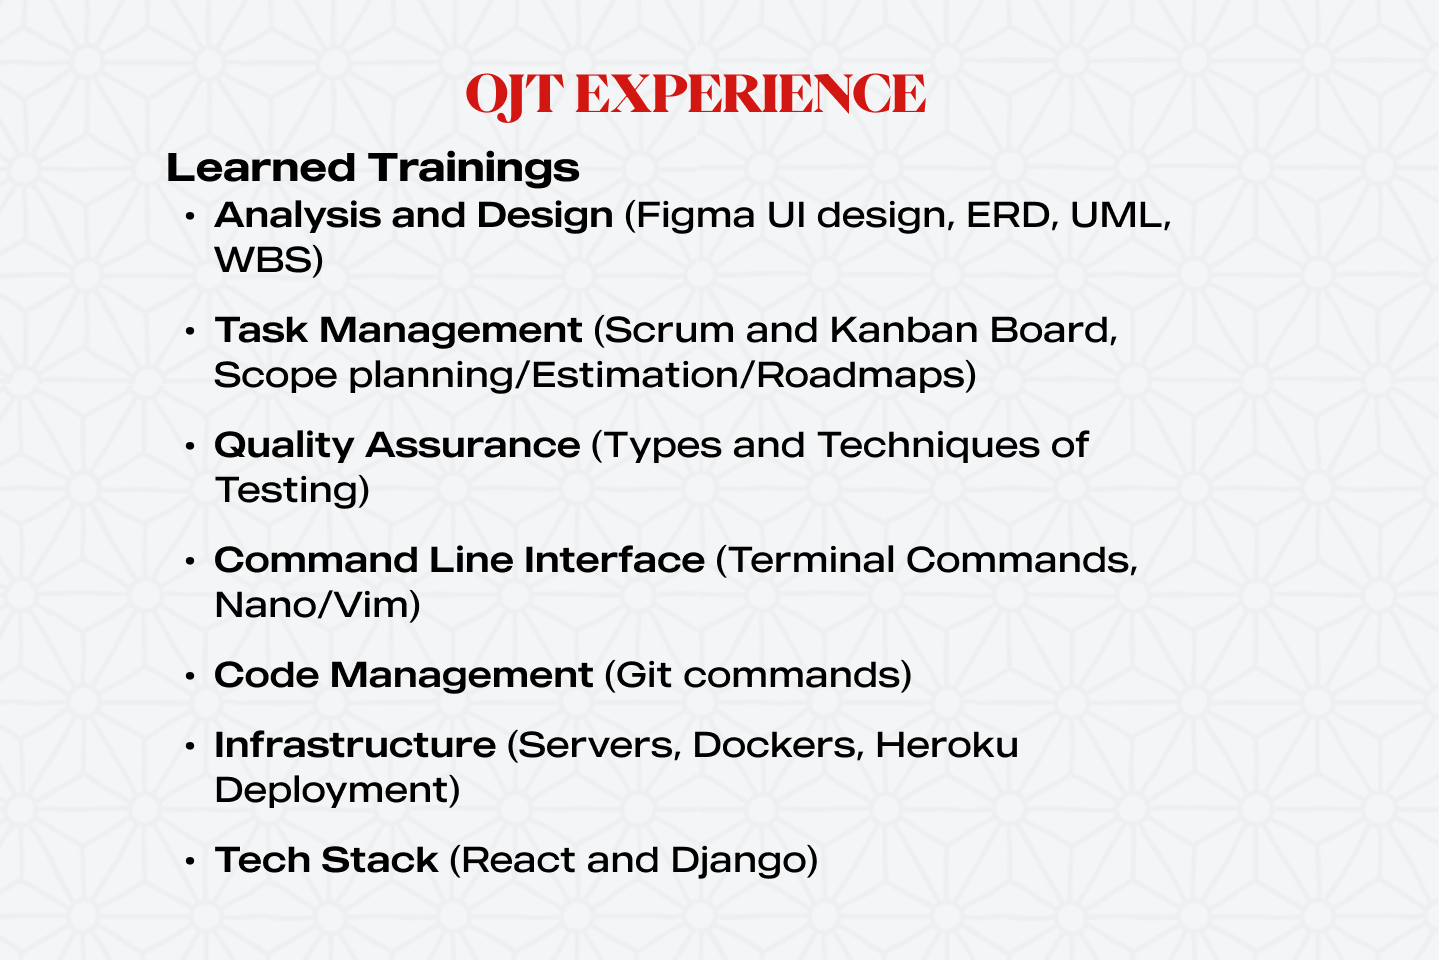 OJT EXPERIENCE
Learned Trainings
• Analysis and Design (Figma UI design, ERD, UML,
WBS)
• Task Management (Scrum and Kanban Board,
Scope planning/Estimation/Roadmaps)
• Quality Assurance (Types and Techniques of
Testing)
• Command Line Interface (Terminal Commands,
Nano/Vim)
• Code Management (Git commands)
• Infrastructure (Servers, Dockers, Heroku
Deployment)
• Tech Stack (React and Django)